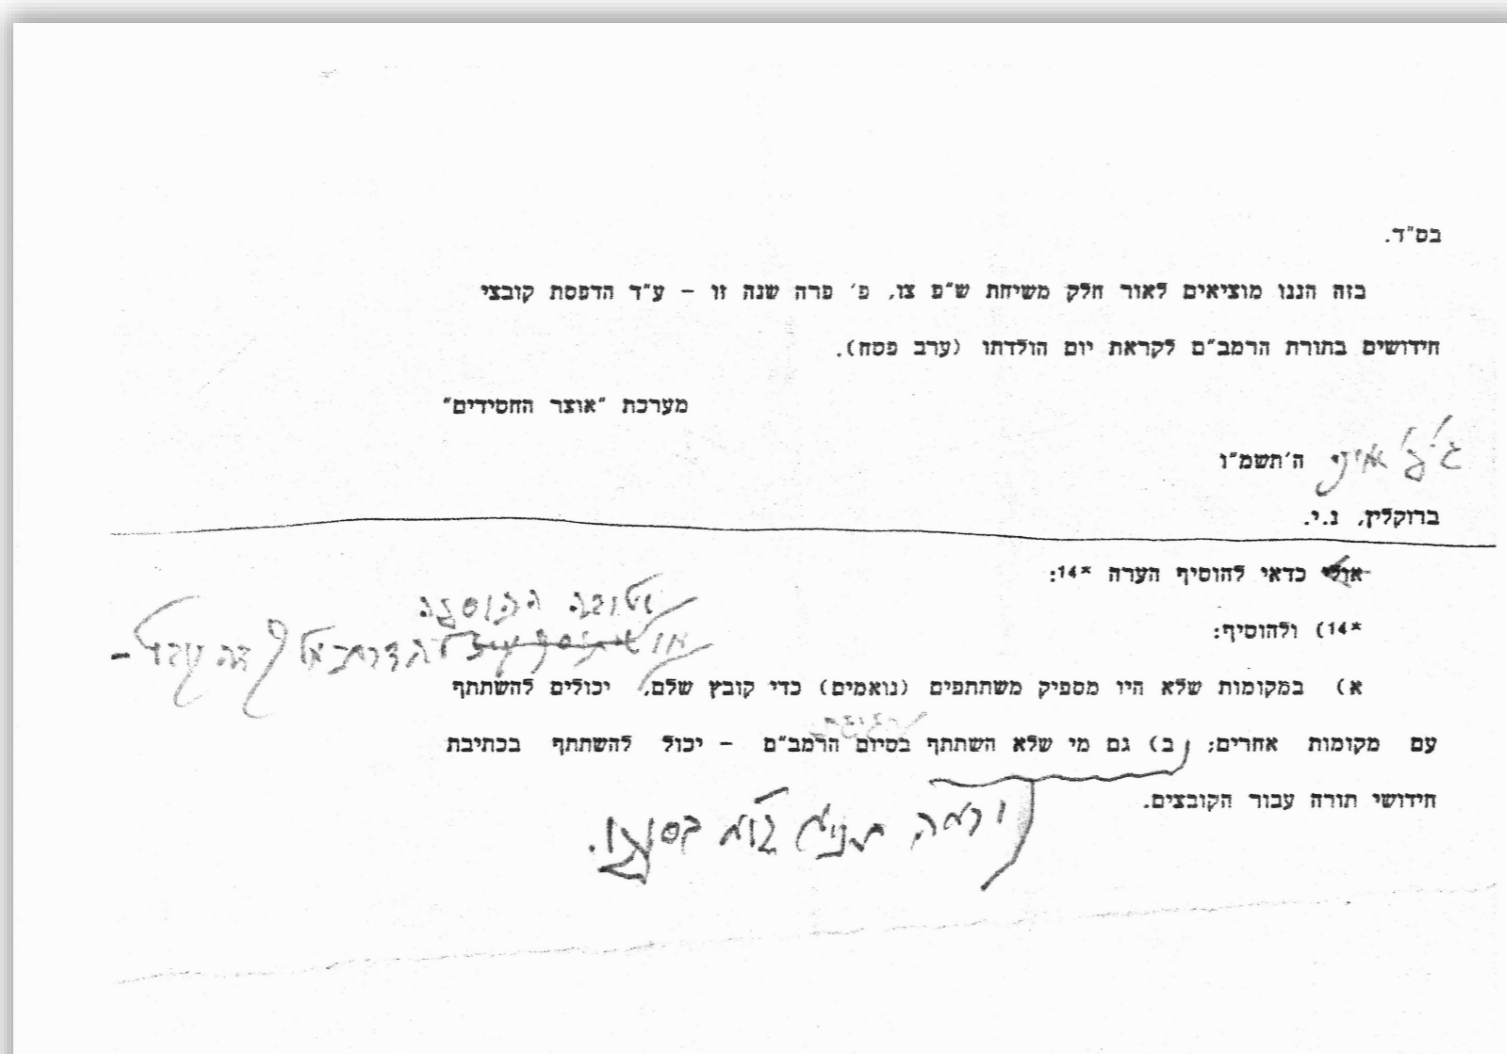 בס"ד.
בזה הננו מוציאים לאור חלק משיחת ש"פ צו, פ' פרה שנה זו – ע"ד הדפסת קובצי
חידושים בתורת הרמב"ם לקראת יום הולדתו (ערב פסח).
מערכת "אוצר החסידים"
ה'תשמ"ו
ברוקלין, נ.י.
אולי כדאי להוסיף הערה *14:
*14) ולהוסיף:
א) במקומות שלא היו מספיק משתתפים (נואמים) כדי קובץ שלם, יכולים להשתתף
עם מקומות אחרים; ב) גם מי שלא השתתף בסיום הרמב"ם – יכול להשתתף בכתיבת
חידושי תורה עבור הקובצים.
וראה תניא